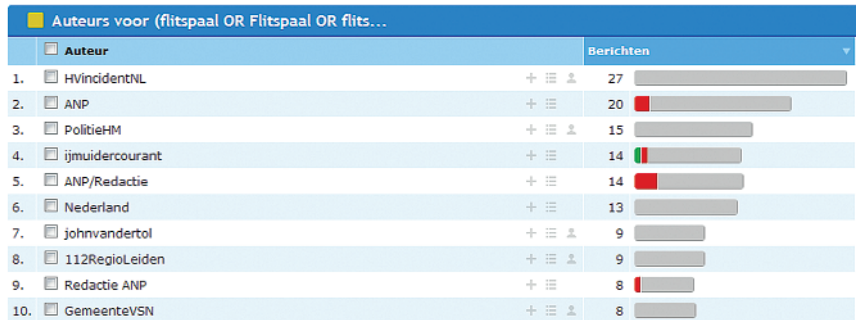 Auteurs voor (flitspaal OR Flitspaal OR flits...
Auteur Berichten
1. HVincidentNL 27
2. ANP 20
3. PolitieHM 15
4. ijmuidercourant 14
5. ANP/Redactie 14
6. Nederland 13
7. johnvandertol 9
8. 112RegioLeiden 9
9. Redactie ANP 8
10. GemeenteVSN 8